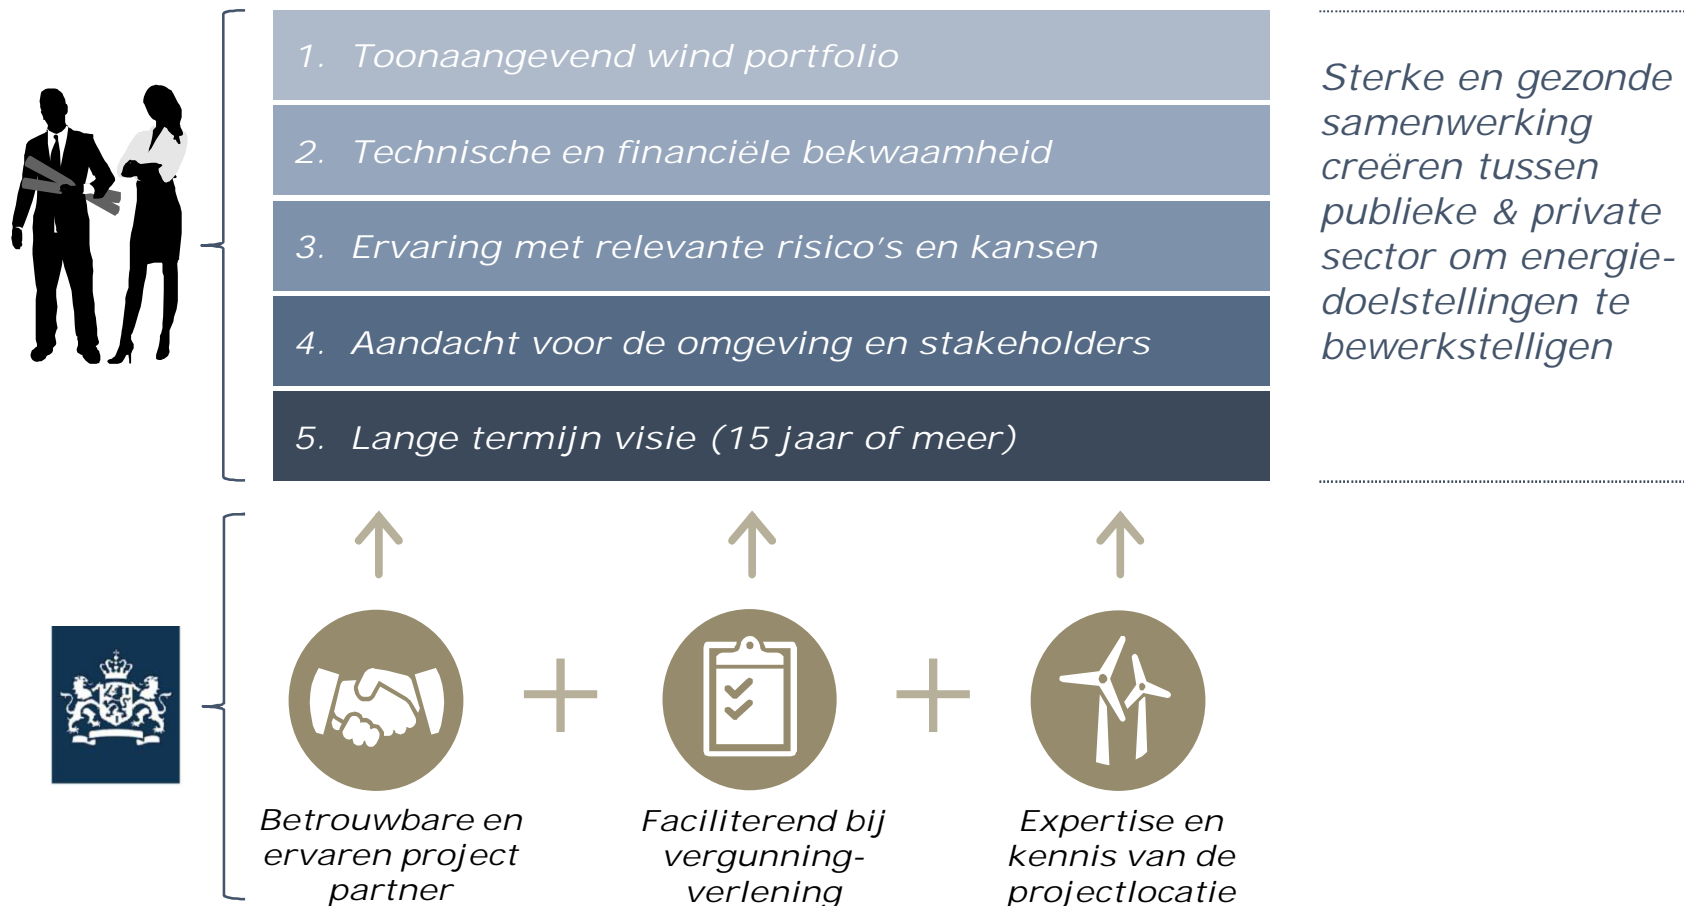 1. Toonaangevend wind portfolio
2. Technische en financiële bekwaamheid
3. Ervaring met relevante risico's en kansen
4. Aandacht voor de omgeving en stakeholders
5. Lange termijn visie (15 jaar of meer)
Sterke en gezonde
samenwerking
creëren tussen
publieke & private
sector om energie-
doelstellingen te
bewerkstelligen
Betrouwbare en
ervaren project
partner
Faciliterend bij
vergunning-
verlening
Expertise en
kennis van de
projectlocatie